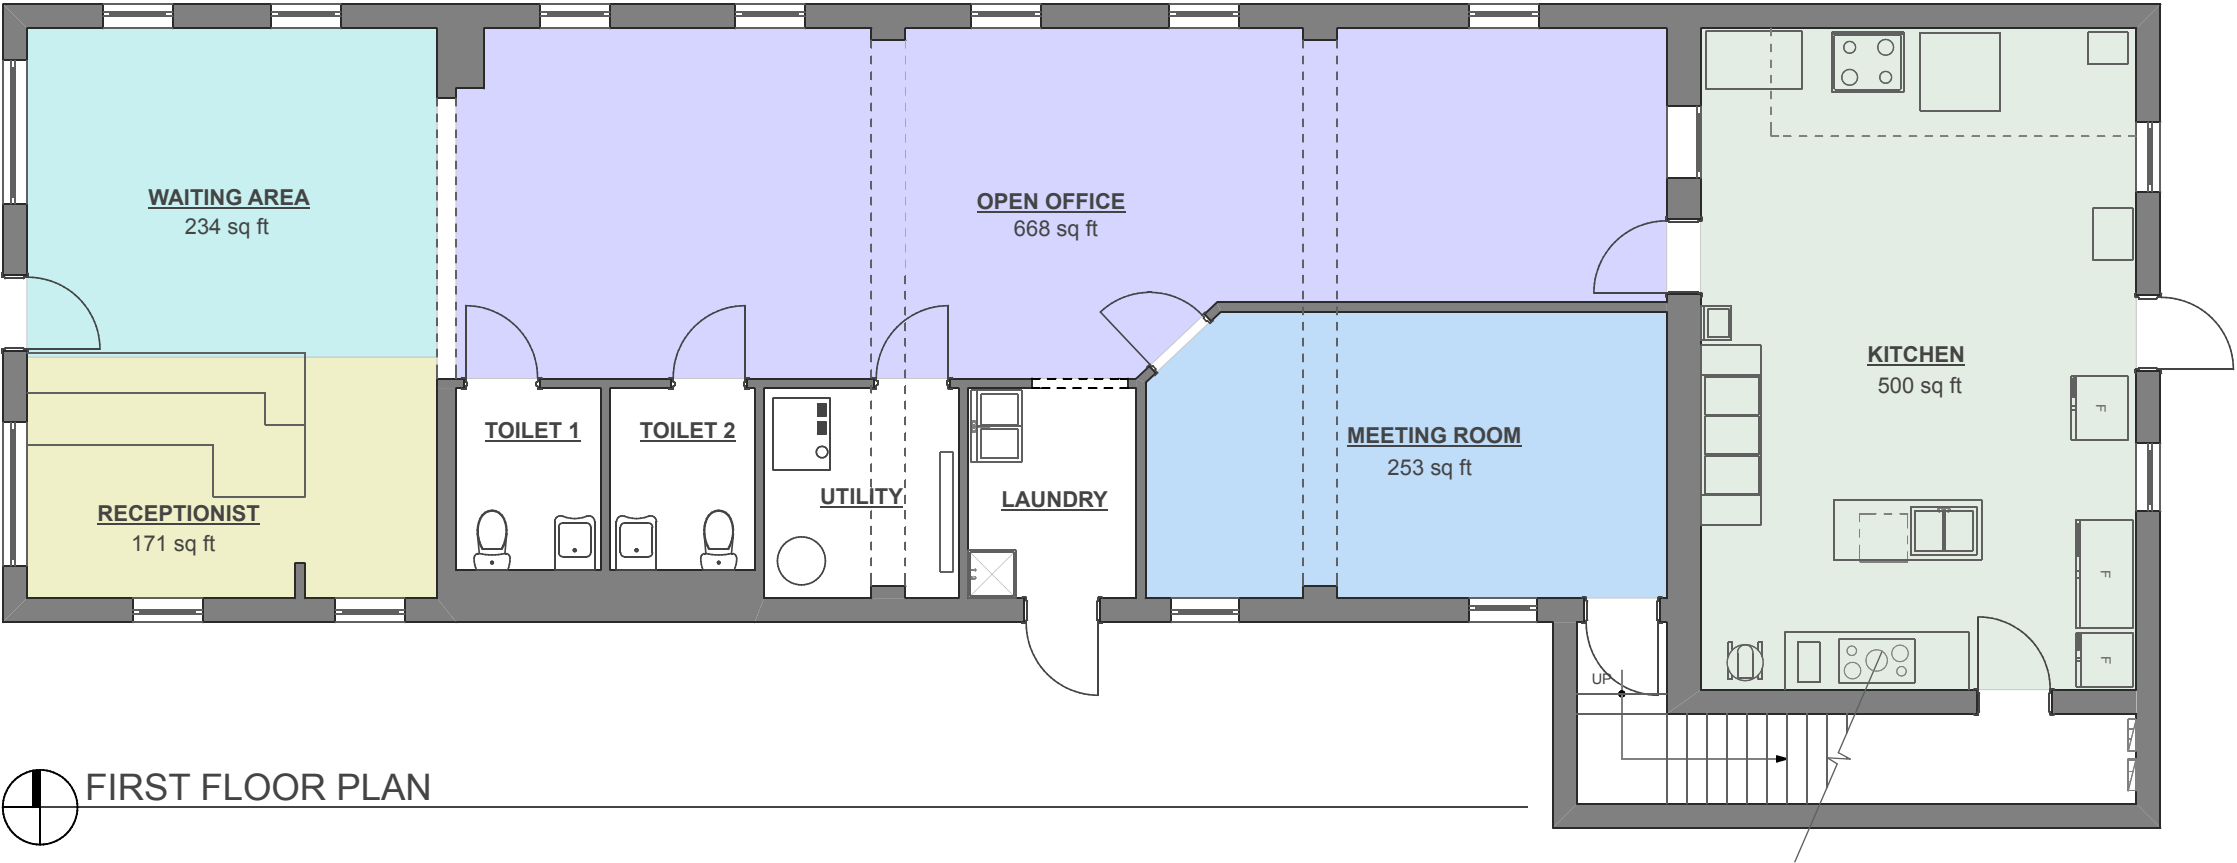 WAITING AREA
234 sq ft
OPEN OFFICE
668 sq ft
KITCHEN
500 sq ft
TOILET 1
TOILET 2
MEETING ROOM
253 sq ft
UTILITY
LAUNDRY
RECEPTIONIST
171 sq ft
F
F
F
UP
FIRST FLOOR PLAN